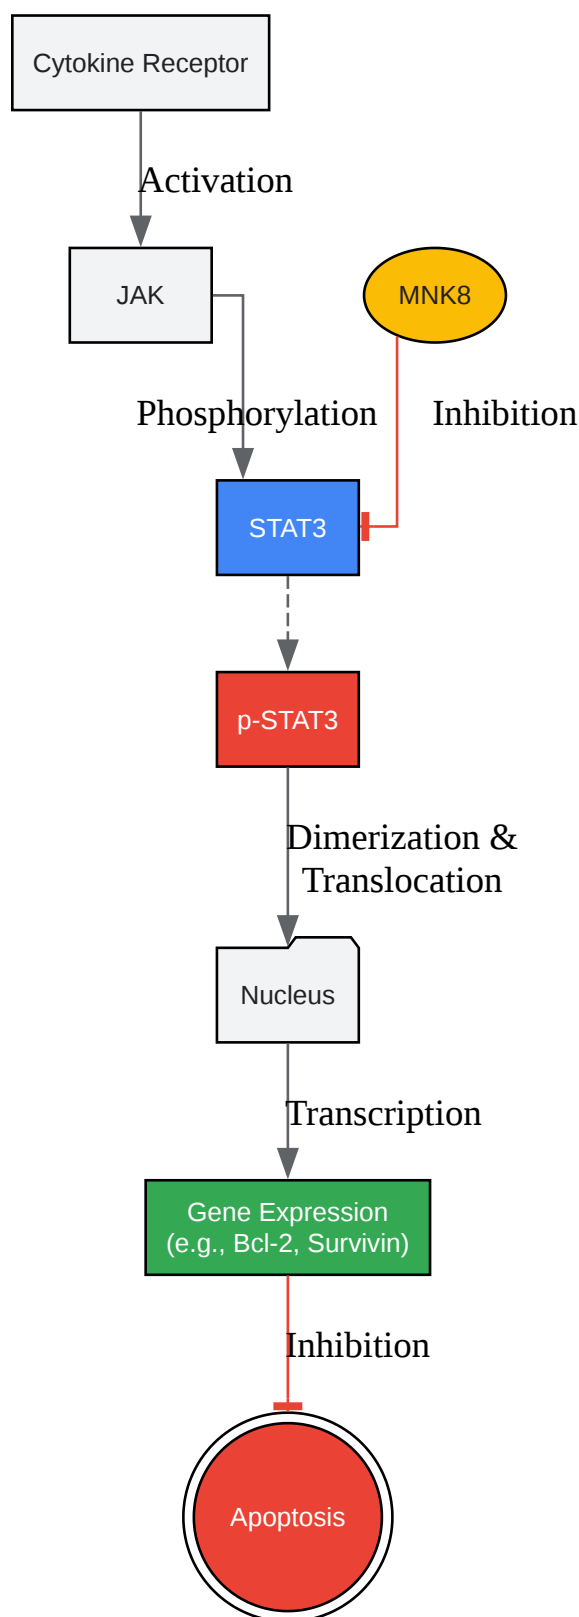 Cytokine Receptor
Activation
JAK
MNK8
Phosphorylation
Inhibition
STAT3
p-STAT3
Dimerization &
Translocation
Nucleus
Transcription
Gene Expression
(e.g., Bcl-2, Survivin)
Inhibition
Apoptosis